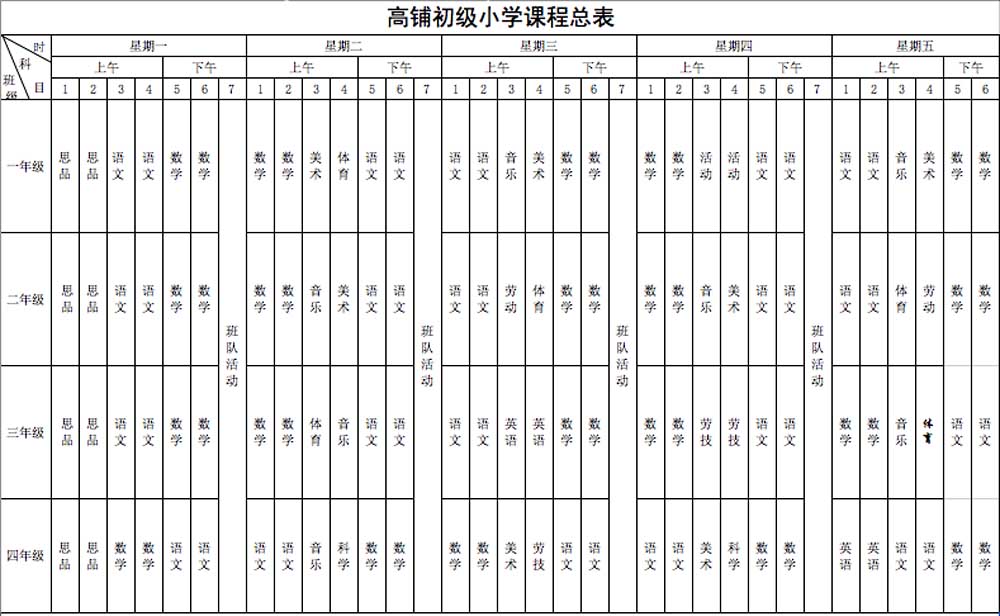 高铺初级小学课程总表
时 星期一 星期二 星期三 星期四 星期五
科 上午 下午 上午 下午 上午 下午 上午 下午 上午 下午
班级 目 1 2 3 4 5 6 7 1 2 3 4 5 6 7 1 2 3 4 5 6 7 1 2 3 4 5 6 7 1 2 3 4 5 6
一年级 思品 思品 语文 语文 数学 数学 数学 数学 美术 体育 语文 语文 语文 语文 音乐 美术 数学 数学 数学 数学 活动 活动 语文 语文 语文 语文 音乐 美术 数学 数学
二年级 思品 思品 语文 语文 数学 数学 数学 数学 音乐 美术 语文 语文 语文 语文 劳动 体育 数学 数学 数学 数学 音乐 美术 语文 语文 语文 语文 体育 劳动 数学 数学
班队活动 班队活动 班队活动 班队活动
三年级 思品 思品 语文 语文 数学 数学 数学 数学 体育 音乐 语文 语文 语文 语文 英语 英语 数学 数学 数学 数学 劳技 劳技 语文 语文 数学 数学 音乐 体育 语文 语文
四年级 思品 思品 数学 数学 语文 语文 语文 语文 音乐 科学 数学 数学 数学 数学 美术 劳技 语文 语文 语文 语文 美术 科学 数学 数学 英语 英语 语文 语文 数学 数学